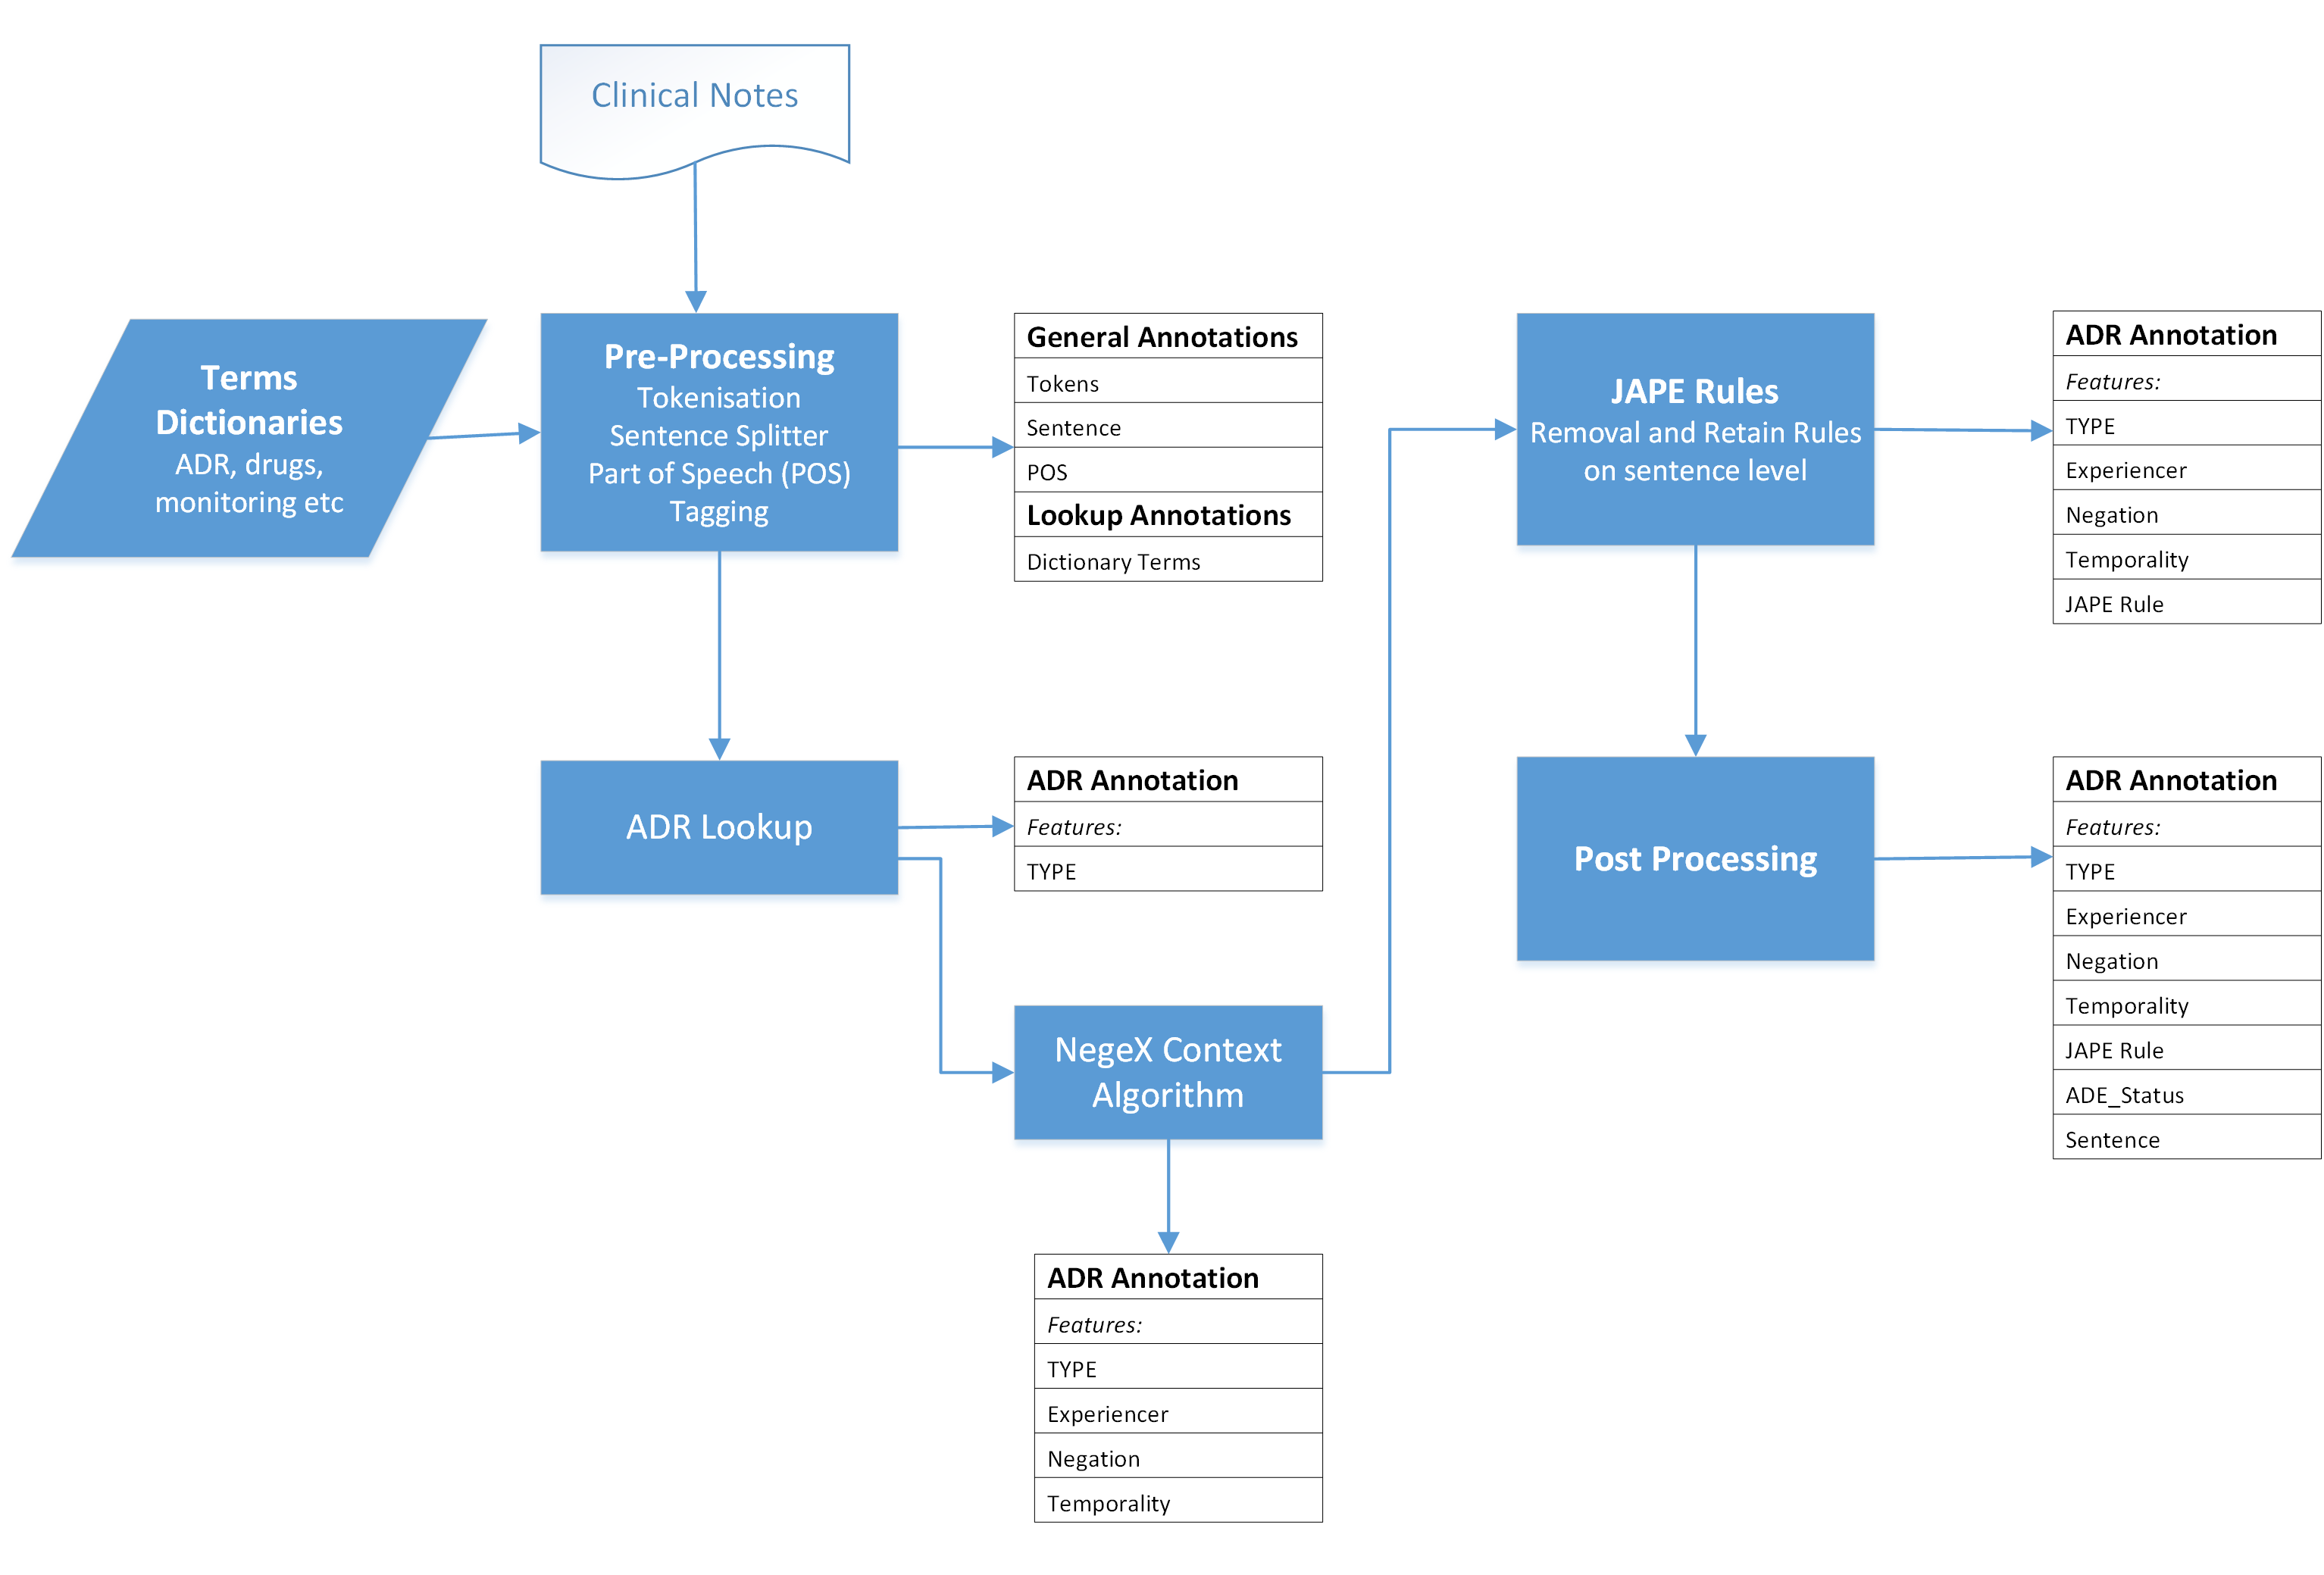 Clinical Notes
Terms
Dictionaries
ADR, drugs,
monitoring etc
Pre-Processing
Tokenisation
Sentence Splitter
Part of Speech (POS)
Tagging
General Annotations
Tokens
Sentence
POS
Lookup Annotations
Dictionary Terms
ADR Lookup
ADR Annotation
Features:
TYPE
NegeX Context
Algorithm
ADR Annotation
Features:
TYPE
Experiencer
Negation
Temporality
JAPE Rules
Removal and Retain Rules
on sentence level
ADR Annotation
Features:
TYPE
Experiencer
Negation
Temporality
JAPE Rule
Post Processing
ADR Annotation
Features:
TYPE
Experiencer
Negation
Temporality
JAPE Rule
ADE_Status
Sentence